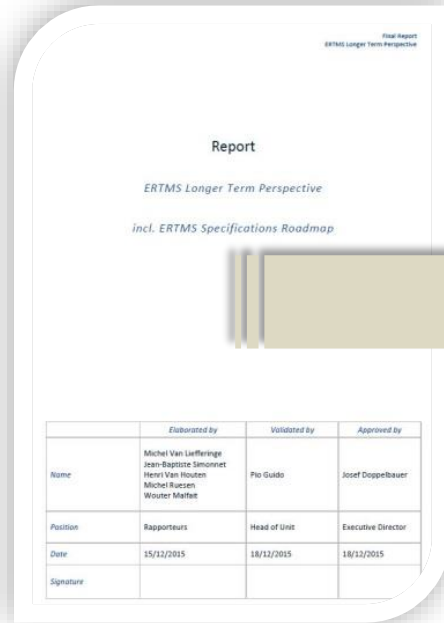 Final Report
ERTMS Longer Term Perspective
Report
ERTMS Longer Term Perspective
incl. ERTMS Specifications Roadmap
Elaborated by Validated by Approved by
Name
Michel Van Liefferinge
Jean-Baptiste Simonnet
Henri Van Houten
Michel Ruesen
Wouter Malfait
Pio Guido
Josef Doppelbauer
Position Rapporteurs Head of Unit Executive Director
Date 15/12/2015 18/12/2015 18/12/2015
Signature